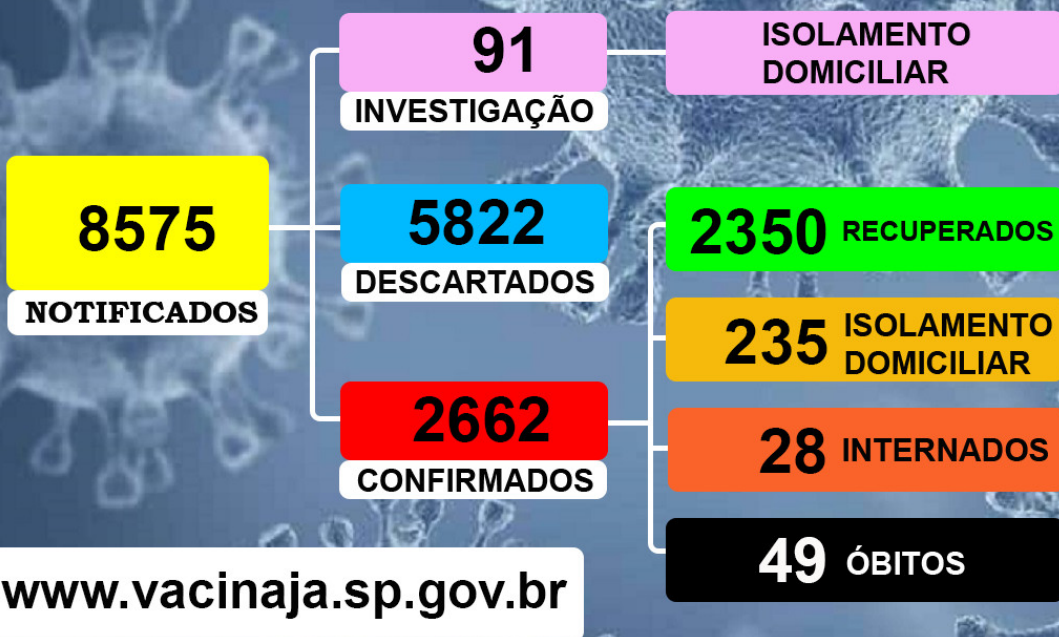 91
INVESTIGAÇÃO
ISOLAMENTO
DOMICILIAR
8575
NOTIFICADOS
5822
DESCARTADOS
2662
CONFIRMADOS
2350 RECUPERADOS
235 ISOLAMENTO
DOMICILIAR
28 INTERNADOS
49 ÓBITOS
www.vacinaja.sp.gov.br